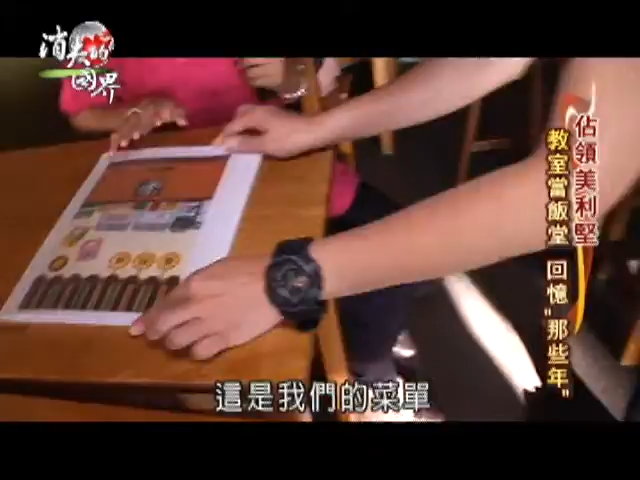 消失的
國界
佔領美利堅
教室當飯堂 回憶"那些年"
這是我們的菜單